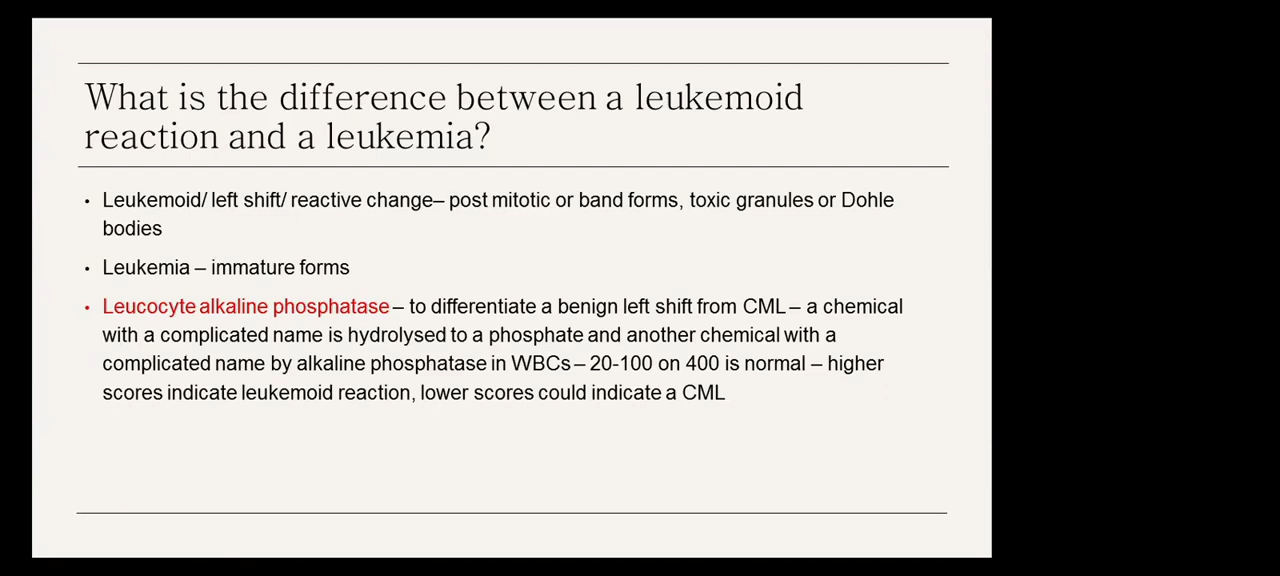 What is the difference between a leukemoid
reaction and a leukemia?
• Leukemoid/ left shift/ reactive change– post mitotic or band forms, toxic granules or Dohle
bodies
• Leukemia – immature forms
• Leucocyte alkaline phosphatase – to differentiate a benign left shift from CML – a chemical
with a complicated name is hydrolysed to a phosphate and another chemical with a
complicated name by alkaline phosphatase in WBCs – 20-100 on 400 is normal – higher
scores indicate leukemoid reaction, lower scores could indicate a CML